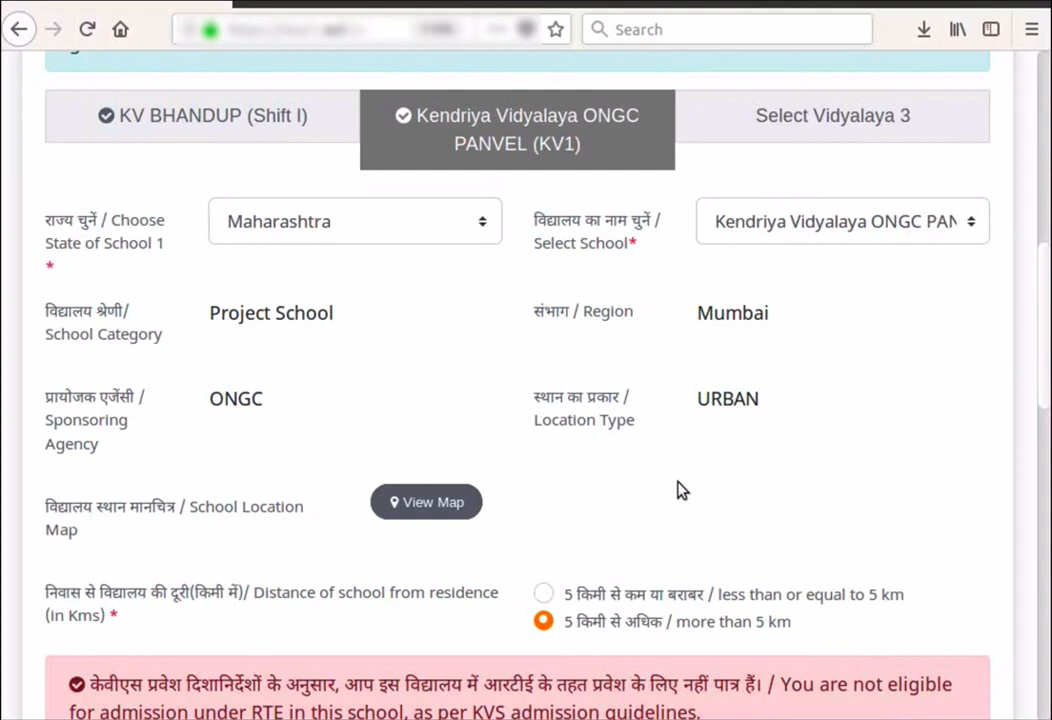 Search
KV BHANDUP (Shift I)
Kendriya Vidyalaya ONGC
PANVEL (KV1)
Select Vidyalaya 3
राज्य चुनें / Choose
State of School 1
*
Maharashtra
विद्यालय का नाम चुनें /
Select School*
Kendriya Vidyalaya ONGC PAN
विद्यालय श्रेणी/
School Category
Project School
संभाग / Region
Mumbai
प्रायोजक एजेंसी /
Sponsoring
Agency
ONGC
स्थान का प्रकार /
Location Type
URBAN
विद्यालय स्थान मानचित्र / School Location
Map
View Map
निवास से विद्यालय की दूरी(किमी में)/ Distance of school from residence
(in Kms) *
5 किमी से कम या बराबर / less than or equal to 5 km
5 किमी से अधिक / more than 5 km
केवीएस प्रवेश दिशानिर्देशों के अनुसार, आप इस विद्यालय में आरटीई के तहत प्रवेश के लिए नहीं पात्र हैं। / You are not eligible
for admission under RTE in this school, as per KVS admission guidelines.